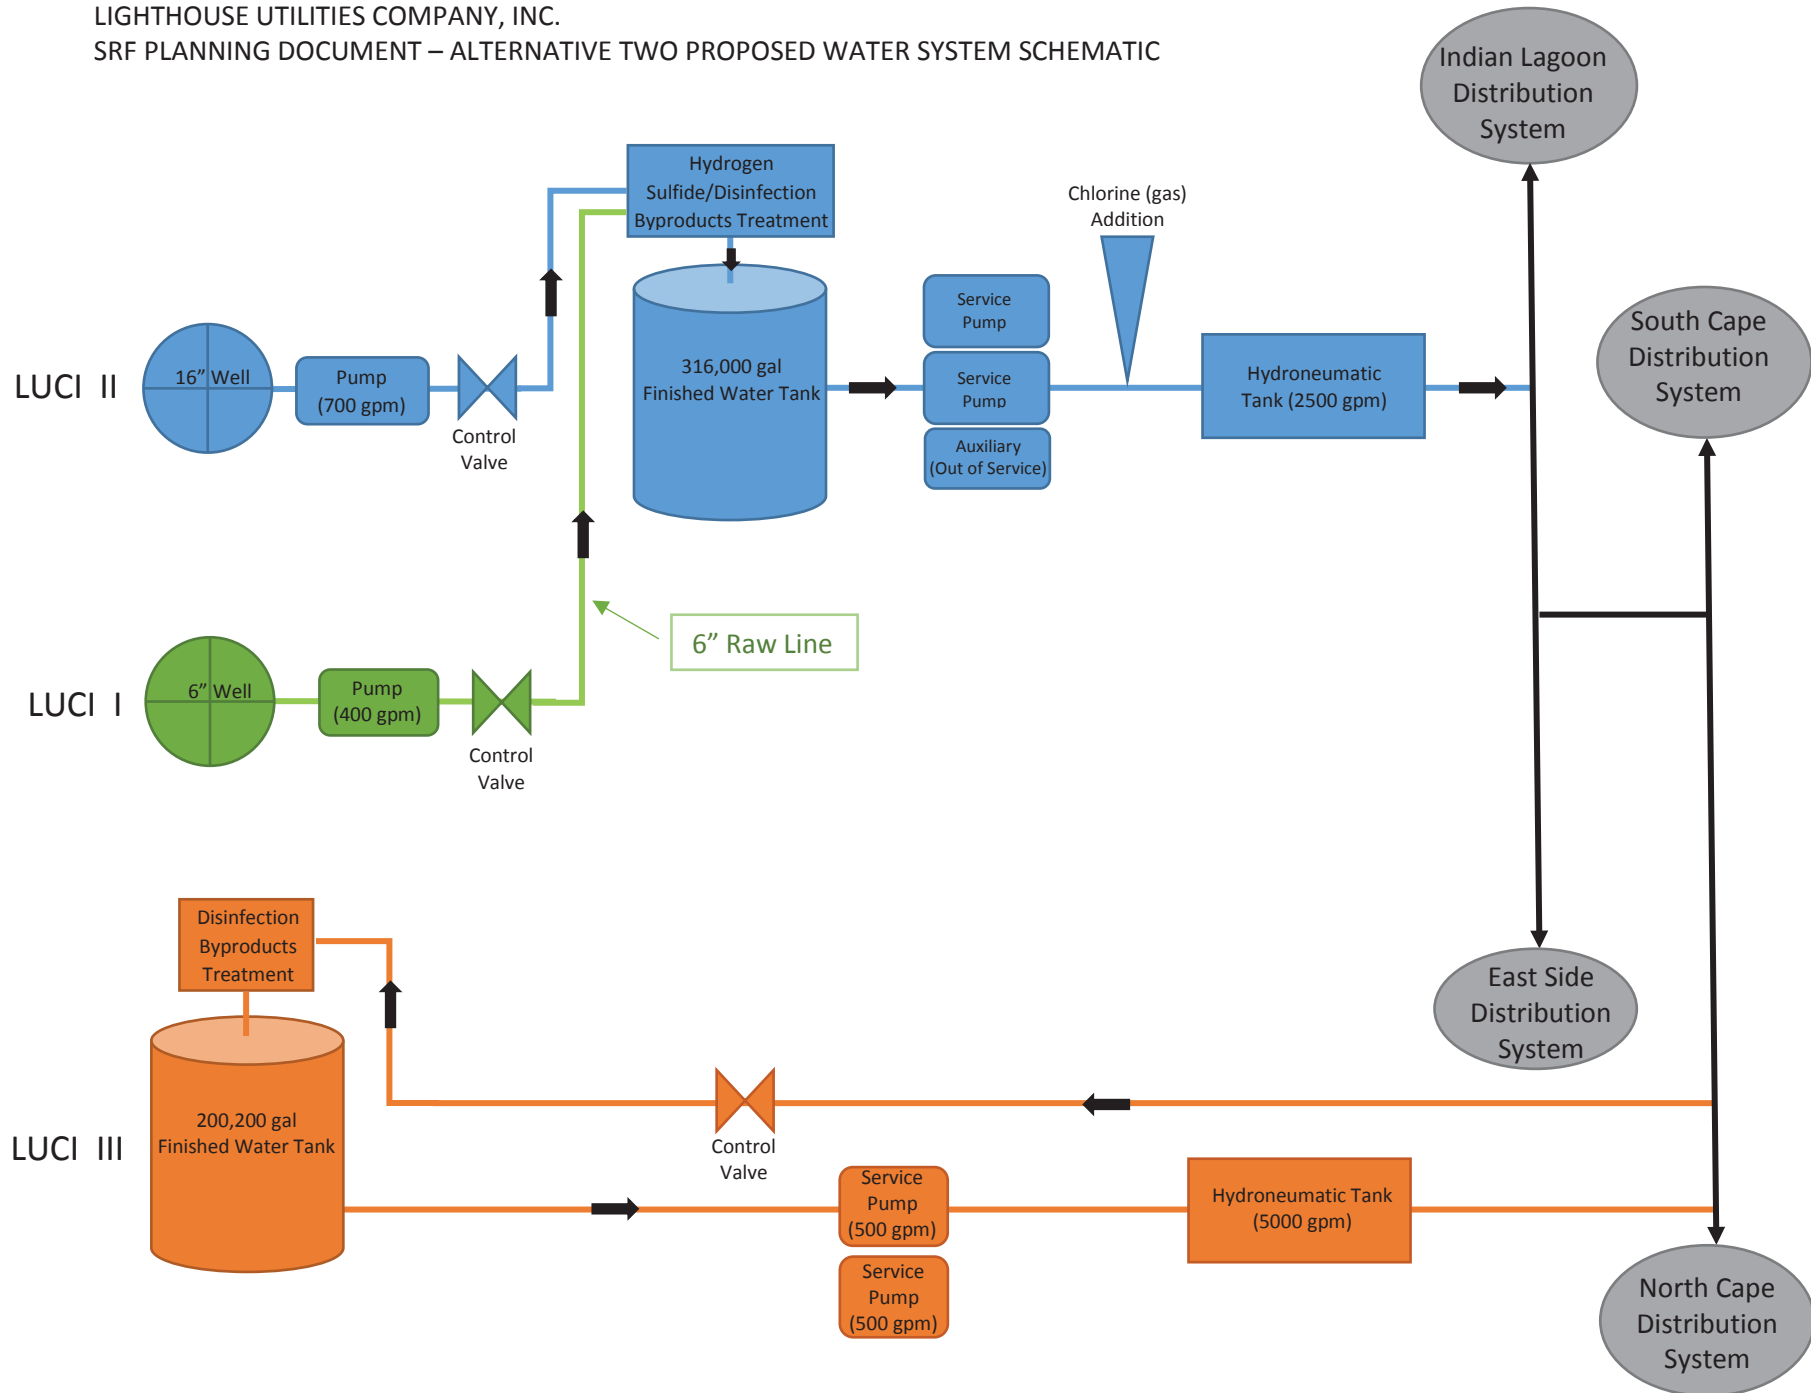 LIGHTHOUSE UTILITIES COMPANY, INC.
SRF PLANNING DOCUMENT – ALTERNATIVE TWO PROPOSED WATER SYSTEM SCHEMATIC
Indian Lagoon
Distribution
System
Hydrogen
Sulfide/Disinfection
Byproducts Treatment
Chlorine (gas)
Addition
South Cape
Distribution
System
LUCI II
16” Well
Pump
(700 gpm)
Control
Valve
316,000 gal
Finished Water Tank
Service
Pump
Service
Pump
Auxiliary
(Out of Service)
Hydroneumatic
Tank (2500 gpm)
6” Raw Line
LUCI I
6” Well
Pump
(400 gpm)
Control
Valve
Disinfection
Byproducts
Treatment
East Side
Distribution
System
LUCI III
200,200 gal
Finished Water Tank
Control
Valve
Service
Pump
(500 gpm)
Service
Pump
(500 gpm)
Hydroneumatic Tank
(5000 gpm)
North Cape
Distribution
System